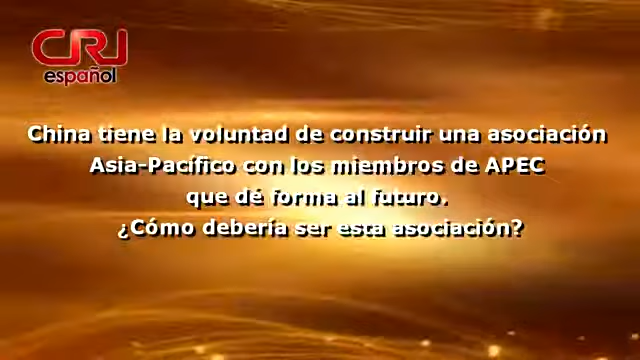 CRI
español
China tiene la voluntad de construir una asociación
Asia-Pacífico con los miembros de APEC
que dé forma al futuro.
¿Cómo debería ser esta asociación?